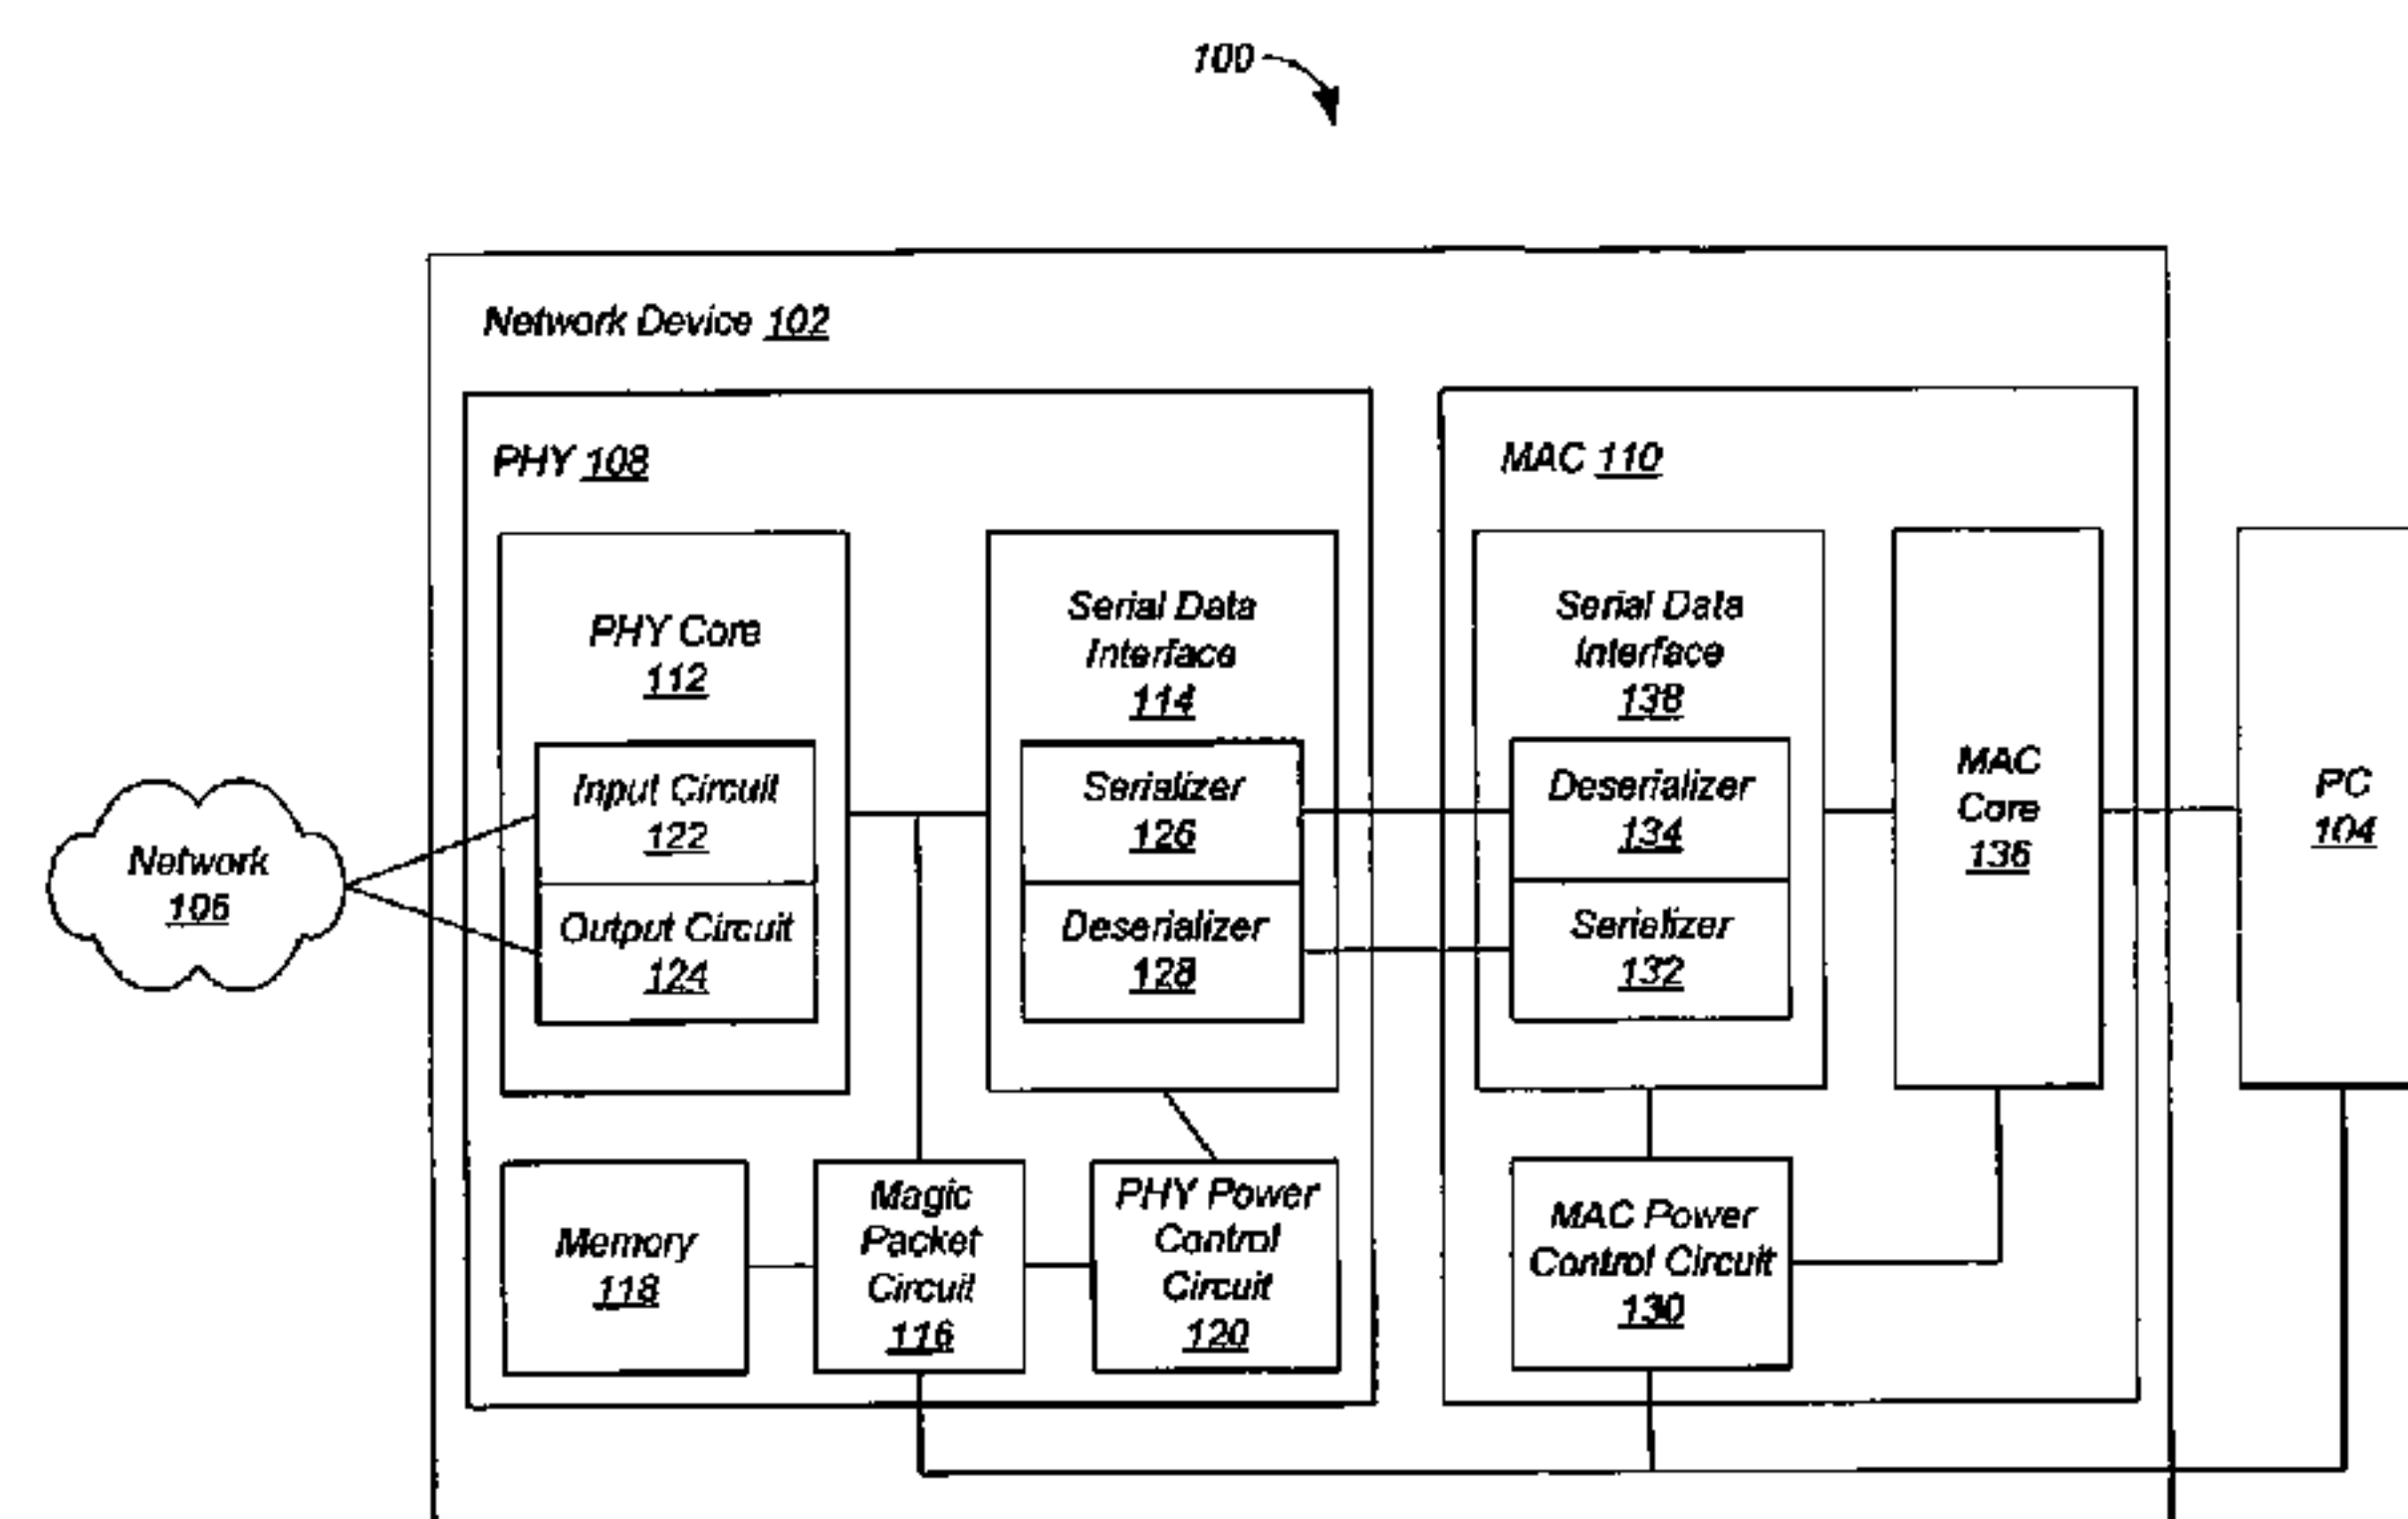 100
Network Device 102
PHY 108
MAC 110
PHY Core
112
Input Circuit
122
Output Circuit
124
Serial Data
Interface
114
Serializer
126
Deserializer
128
Serial Data
Interface
138
Deserializer
134
Serializer
132
MAC
Core
136
PC
104
Network
106
Memory
118
Magic
Packet
Circuit
116
PHY Power
Control
Circuit
120
MAC Power
Control Circuit
130